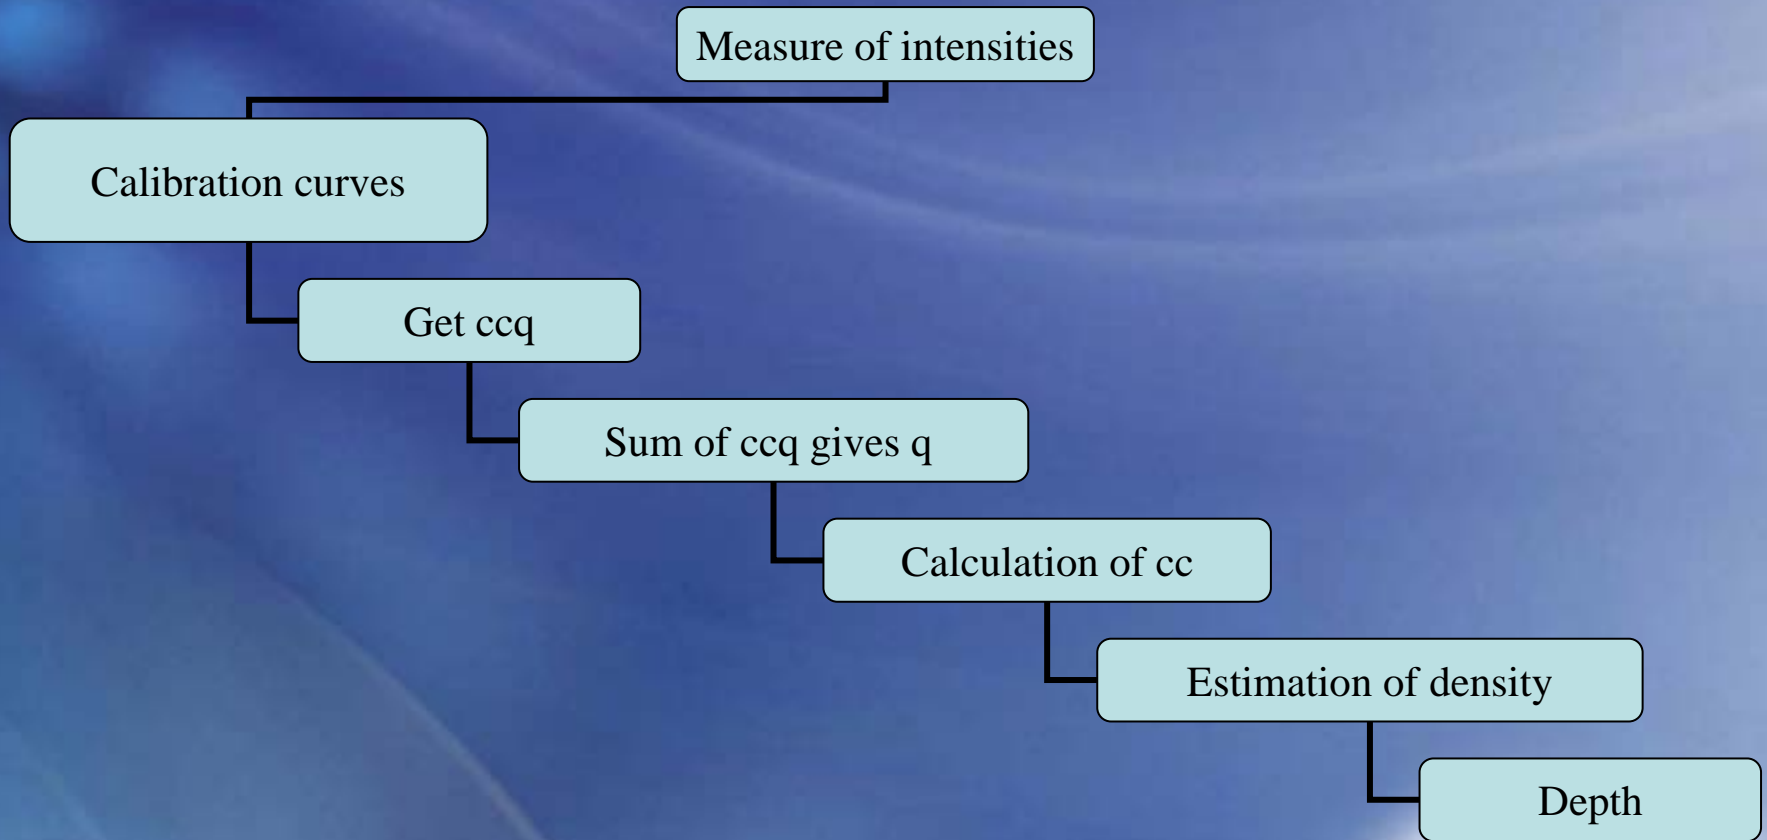 Measure of intensities
Calibration curves
Get ccq
Sum of ccq gives q
Calculation of cc
Estimation of density
Depth